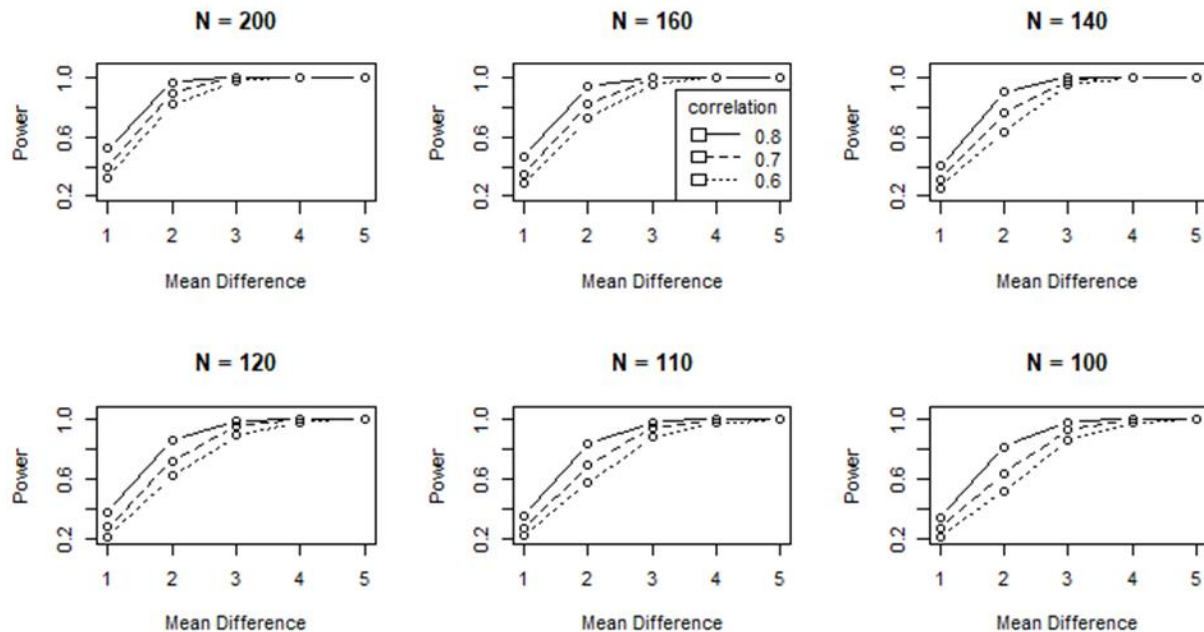 N = 200
N = 160
N = 140
Power
1.0
0.6
0.2
1 2 3 4 5
Mean Difference
Power
1.0
0.6
0.2
correlation
0.8
0.7
0.6
1 2 3 4 5
Mean Difference
Power
1.0
0.6
0.2
1 2 3 4 5
Mean Difference
N = 120
N = 110
N = 100
Power
1.0
0.6
0.2
1 2 3 4 5
Mean Difference
Power
1.0
0.6
0.2
1 2 3 4 5
Mean Difference
Power
1.0
0.6
0.2
1 2 3 4 5
Mean Difference